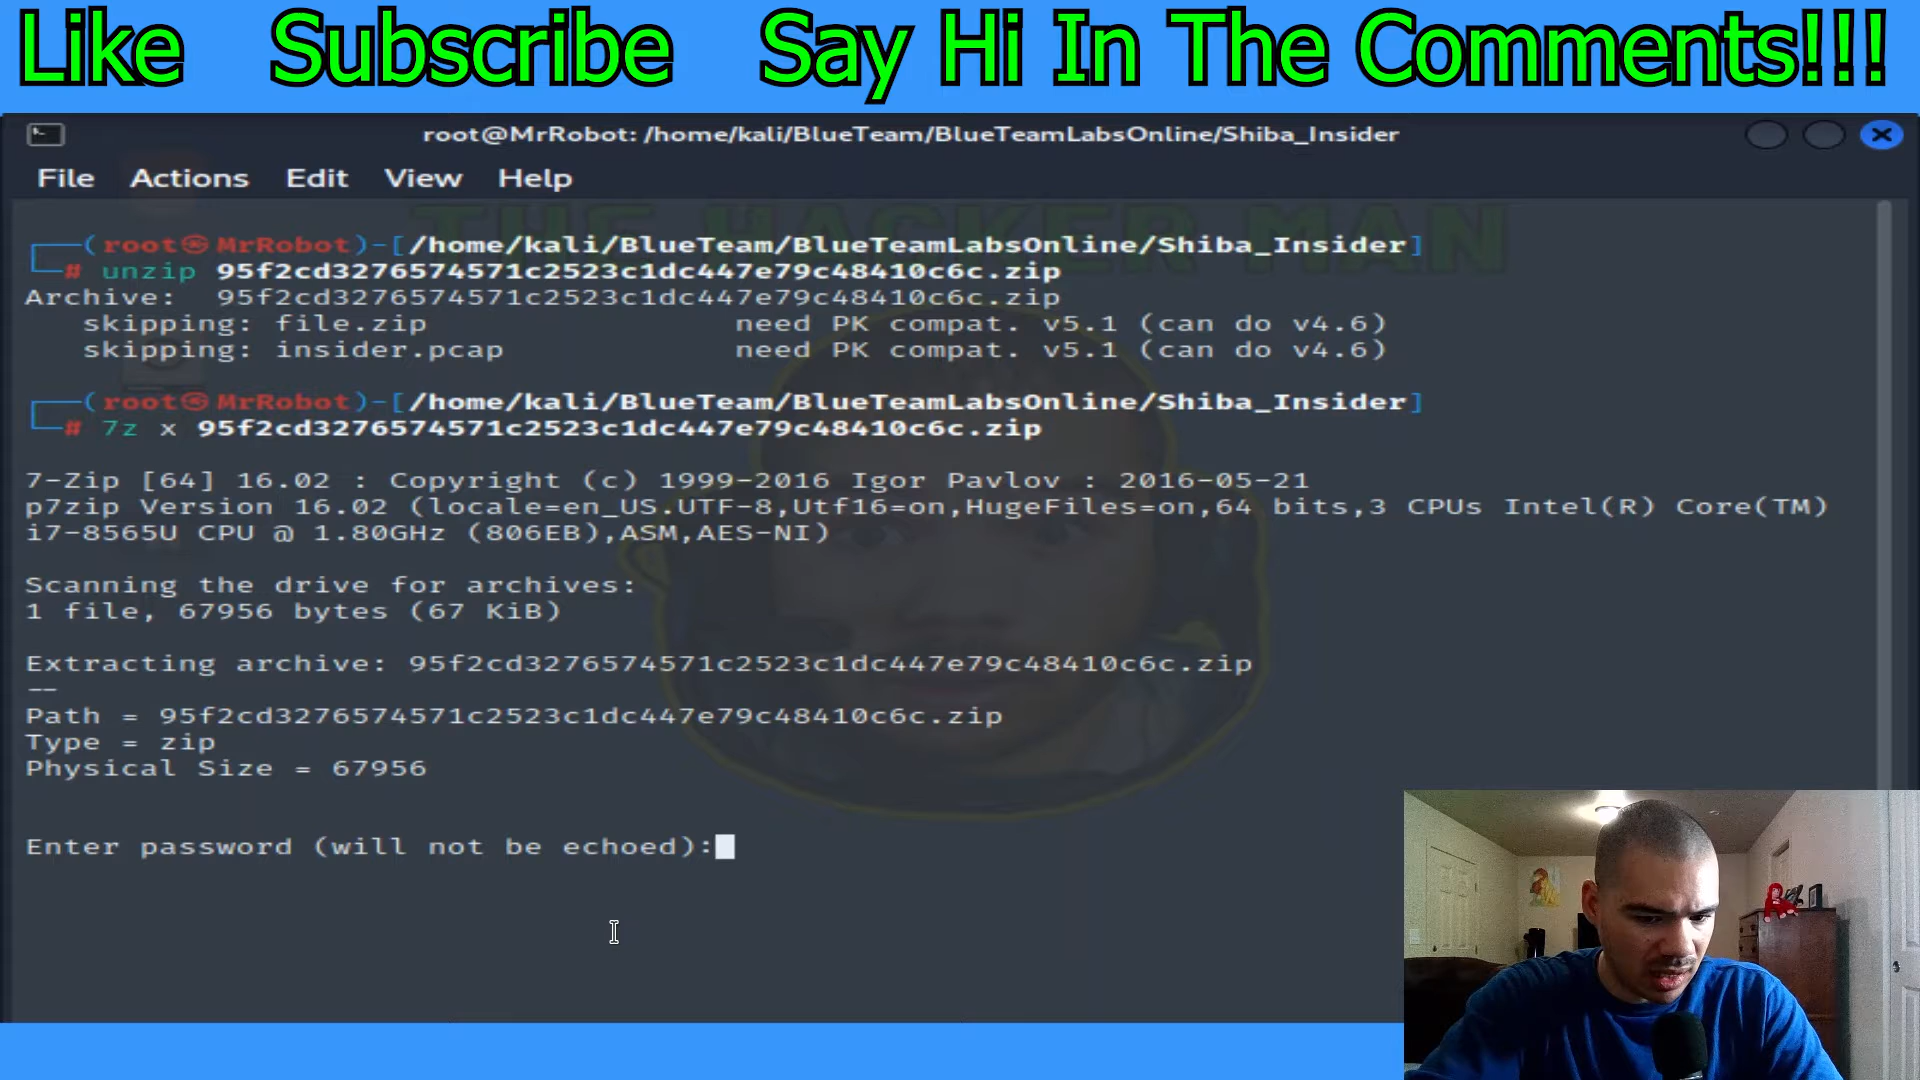 Like Subscribe Say Hi In The Comments!!!
root@MrRobot: /home/kali/BlueTeam/BlueTeamLabsOnline/Shiba_Insider
File Actions Edit View Help
THE HACKER MAN
(root㉿MrRobot)-[/home/kali/BlueTeam/BlueTeamLabsOnline/Shiba_Insider]
# unzip 95f2cd3276574571c2523c1dc447e79c48410c6c.zip
Archive: 95f2cd3276574571c2523c1dc447e79c48410c6c.zip
skipping: file.zip need PK compat. v5.1 (can do v4.6)
skipping: insider.pcap need PK compat. v5.1 (can do v4.6)
(root㉿MrRobot)-[/home/kali/BlueTeam/BlueTeamLabsOnline/Shiba_Insider]
# 7z x 95f2cd3276574571c2523c1dc447e79c48410c6c.zip
7-Zip [64] 16.02 : Copyright (c) 1999-2016 Igor Pavlov : 2016-05-21
p7zip Version 16.02 (locale=en_US.UTF-8,Utf16=on,HugeFiles=on,64 bits,3 CPUs Intel(R) Core(TM)
i7-8565U CPU @ 1.80GHz (806EB),ASM,AES-NI)
Scanning the drive for archives:
1 file, 67956 bytes (67 KiB)
Extracting archive: 95f2cd3276574571c2523c1dc447e79c48410c6c.zip
--
Path = 95f2cd3276574571c2523c1dc447e79c48410c6c.zip
Type = zip
Physical Size = 67956
Enter password (will not be echoed):